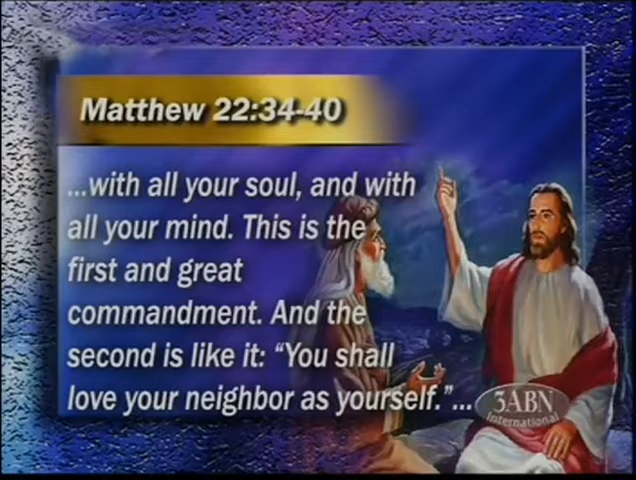 Matthew 22:34-40
...with all your soul, and with
all your mind. This is the
first and great
commandment. And the
second is like it: “You shall
love your neighbor as yourself.”...
3ABN
International